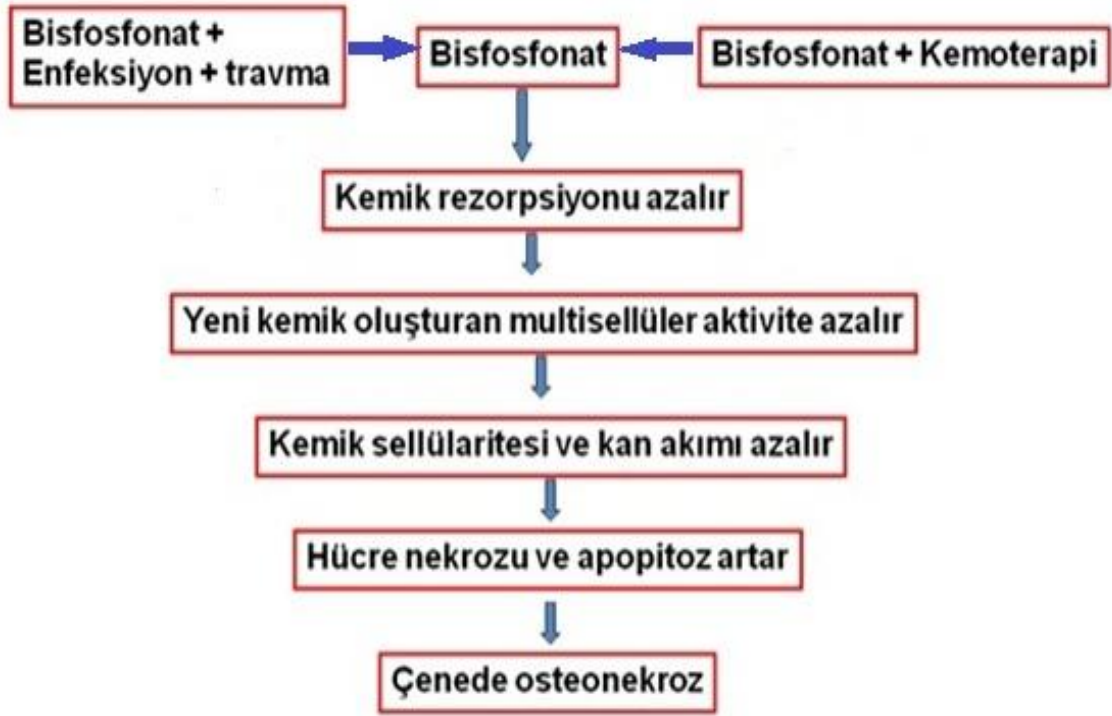 Bisfosfonat +
Enfeksiyon + travma
Bisfosfonat
Bisfosfonat + Kemoterapi
Kemik rezorpsiyonu azalır
Yeni kemik oluşturan multisellüler aktivite azalır
Kemik sellülaritesi ve kan akımı azalır
Hücre nekrozu ve apopitoz artar
Çenede osteonekroz